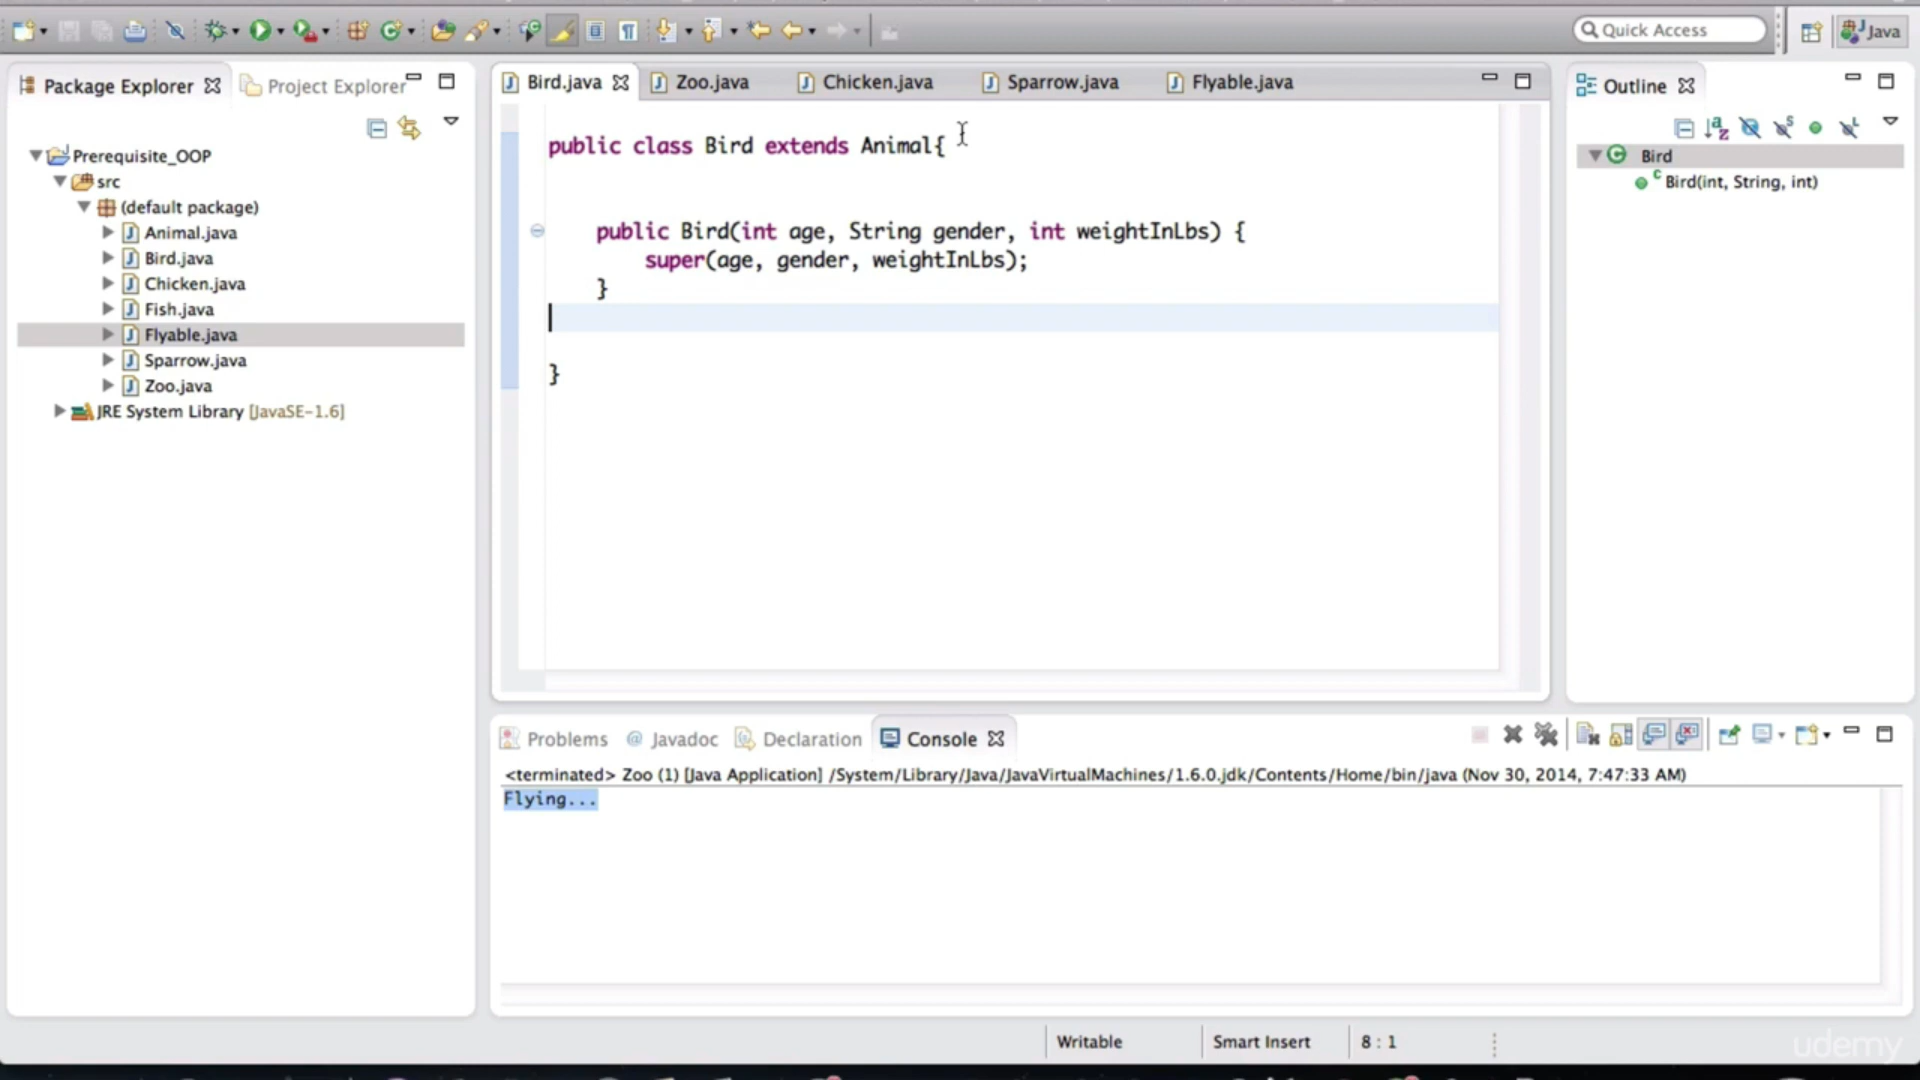 Quick Access
Java
Package Explorer
Project Explorer
Prerequisite_OOP
src
(default package)
Animal.java
Bird.java
Chicken.java
Fish.java
Flyable.java
Sparrow.java
Zoo.java
JRE System Library [JavaSE-1.6]
Bird.java Zoo.java Chicken.java Sparrow.java Flyable.java
public class Bird extends Animal{
public Bird(int age, String gender, int weightInLbs) {
super(age, gender, weightInLbs);
}
}
Outline
Bird
Bird(int, String, int)
Problems @ Javadoc Declaration Console
<terminated> Zoo (1) [Java Application] /System/Library/Java/JavaVirtualMachines/1.6.0.jdk/Contents/Home/bin/java (Nov 30, 2014, 7:47:33 AM)
Flying...
Writable Smart Insert 8 : 1
udemy